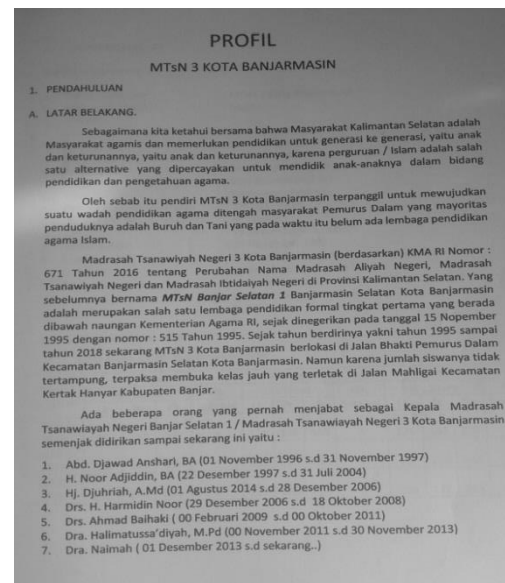 PROFIL
MTsN 3 KOTA BANJARMASIN
1. PENDAHULUAN
A. LATAR BELAKANG.
Sebagaimana kita ketahui bersama bahwa Masyarakat Kalimantan Selatan adalah
Masyarakat agamis dan memerlukan pendidikan untuk generasi ke generasi, yaitu anak
dan keturunannya, yaitu anak dan keturunannya, karena perguruan / Islam adalah salah
satu alternative yang dipercayakan untuk mendidik anak-anaknya dalam bidang
pendidikan dan pengetahuan agama.
Oleh sebab itu pendiri MTsN 3 Kota Banjarmasin terpanggil untuk mewujudkan
suatu wadah pendidikan agama ditengah masyarakat Pemurus Dalam yang mayoritas
penduduknya adalah Buruh dan Tani yang pada waktu itu belum ada lembaga pendidikan
agama Islam.
Madrasah Tsanawiyah Negeri 3 Kota Banjarmasin (berdasarkan) KMA RI Nomor :
671 Tahun 2016 tentang Perubahan Nama Madrasah Aliyah Negeri, Madrasah
Tsanawiyah Negeri dan Madrasah Ibtidaiyah Negeri di Provinsi Kalimantan Selatan. Yang
sebelumnya bernama MTsN Banjar Selatan 1 Banjarmasin Selatan Kota Banjarmasin
adalah merupakan salah satu lembaga pendidikan formal tingkat pertama yang berada
dibawah naungan Kementerian Agama RI, sejak dinegerikan pada tanggal 15 Nopember
1995 dengan nomor : 515 Tahun 1995. Sejak tahun berdirinya yakni tahun 1995 sampai
tahun 2018 sekarang MTsN 3 Kota Banjarmasin berlokasi di Jalan Bhakti Pemurus Dalam
Kecamatan Banjarmasin Selatan Kota Banjarmasin. Namun karena jumlah siswanya tidak
tertampung, terpaksa membuka kelas jauh yang terletak di Jalan Mahligai Kecamatan
Kertak Hanyar Kabupaten Banjar.
Ada beberapa orang yang pernah menjabat sebagai Kepala Madrasah
Tsanawiayah Negeri Banjar Selatan 1 / Madrasah Tsanawiayah Negeri 3 Kota Banjarmasin
semenjak didirikan sampai sekarang ini yaitu :
1. Abd. Djawad Anshari, BA (01 November 1996 s.d 31 November 1997)
2. H. Noor Adjiddin, BA (22 Desember 1997 s.d 31 Juli 2004)
3. Hj. Djuhriah, A.Md (01 Agustus 2014 s.d 28 Desember 2006)
4. Drs. H. Harmidin Noor (29 Desember 2006 s.d 18 Oktober 2008)
5. Drs. Ahmad Baihaki ( 00 Februari 2009 s.d 00 Oktober 2011)
6. Dra. Halimatussa'diyah, M.Pd (00 November 2011 s.d 30 November 2013)
7. Dra. Naimah ( 01 Desember 2013 s.d sekarang..)